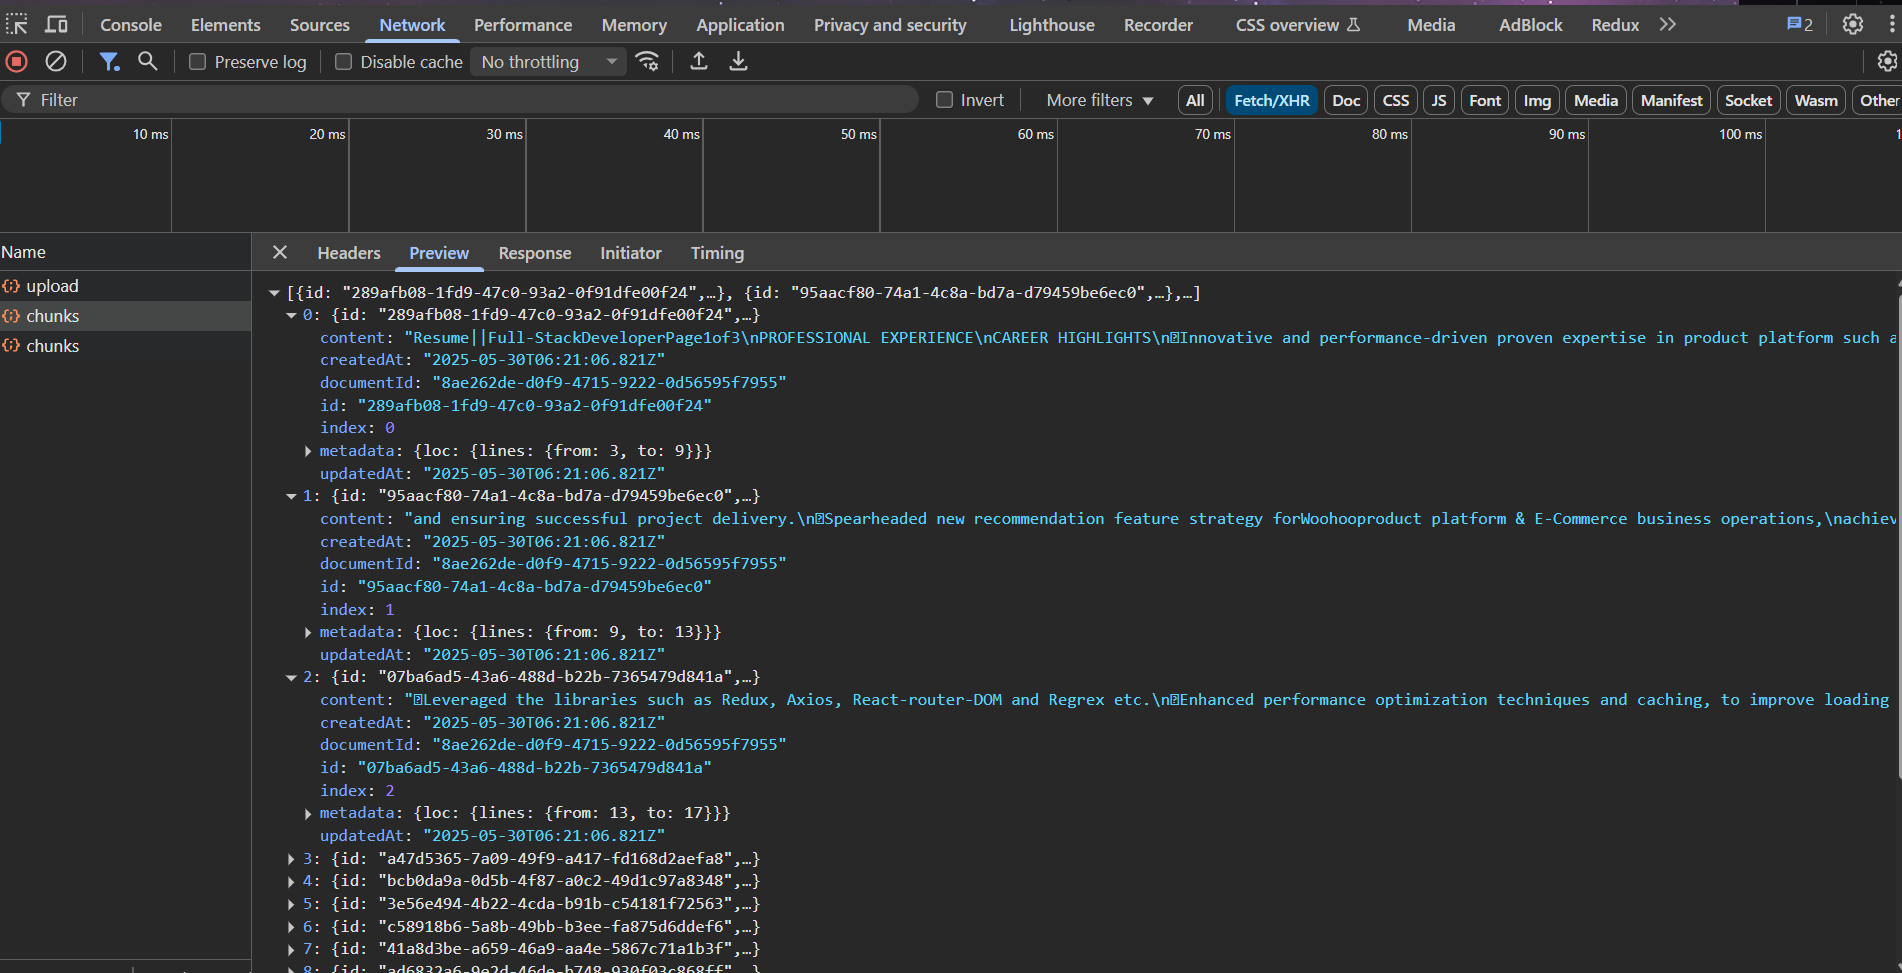 Console Elements Sources Network Performance Memory Application Privacy and security Lighthouse Recorder CSS overview Media AdBlock Redux 2
Preserve log Disable cache No throttling
Filter Invert More filters All Fetch/XHR Doc CSS JS Font Img Media Manifest Socket Wasm Other
10 ms 20 ms 30 ms 40 ms 50 ms 60 ms 70 ms 80 ms 90 ms 100 ms 1
Name
upload
chunks
chunks
Headers Preview Response Initiator Timing
[{id: "289afb08-1fd9-47c0-93a2-0f91dfe00f24",…}, {id: "95aacf80-74a1-4c8a-bd7a-d79459be6ec0",…},…]
0: {id: "289afb08-1fd9-47c0-93a2-0f91dfe00f24",…}
content: "Resume||Full-StackDeveloperPage1of3\nPROFESSIONAL EXPERIENCE\nCAREER HIGHLIGHTS\nInnovative and performance-driven proven expertise in product platform such a
createdAt: "2025-05-30T06:21:06.821Z"
documentId: "8ae262de-d0f9-4715-9222-0d56595f7955"
id: "289afb08-1fd9-47c0-93a2-0f91dfe00f24"
index: 0
metadata: {loc: {lines: {from: 3, to: 9}}}
updatedAt: "2025-05-30T06:21:06.821Z"
1: {id: "95aacf80-74a1-4c8a-bd7a-d79459be6ec0",…}
content: "and ensuring successful project delivery.\nSpearheaded new recommendation feature strategy forWoohooproduct platform & E-Commerce business operations,\nachiev
createdAt: "2025-05-30T06:21:06.821Z"
documentId: "8ae262de-d0f9-4715-9222-0d56595f7955"
id: "95aacf80-74a1-4c8a-bd7a-d79459be6ec0"
index: 1
metadata: {loc: {lines: {from: 9, to: 13}}}
updatedAt: "2025-05-30T06:21:06.821Z"
2: {id: "07ba6ad5-43a6-488d-b22b-7365479d841a",…}
content: "Leveraged the libraries such as Redux, Axios, React-router-DOM and Regrex etc.\nEnhanced performance optimization techniques and caching, to improve loading
createdAt: "2025-05-30T06:21:06.821Z"
documentId: "8ae262de-d0f9-4715-9222-0d56595f7955"
id: "07ba6ad5-43a6-488d-b22b-7365479d841a"
index: 2
metadata: {loc: {lines: {from: 13, to: 17}}}
updatedAt: "2025-05-30T06:21:06.821Z"
3: {id: "a47d5365-7a09-49f9-a417-fd168d2aefa8",…}
4: {id: "bcb0da9a-0d5b-4f87-a0c2-49d1c97a8348",…}
5: {id: "3e56e494-4b22-4cda-b91b-c54181f72563",…}
6: {id: "c58918b6-5a8b-49bb-b3ee-fa875d6ddef6",…}
7: {id: "41a8d3be-a659-46a9-aa4e-5867c71a1b3f",…}
8: {id: "ad6832a6-9e2d-46de-b748-930f03c868ff",…}